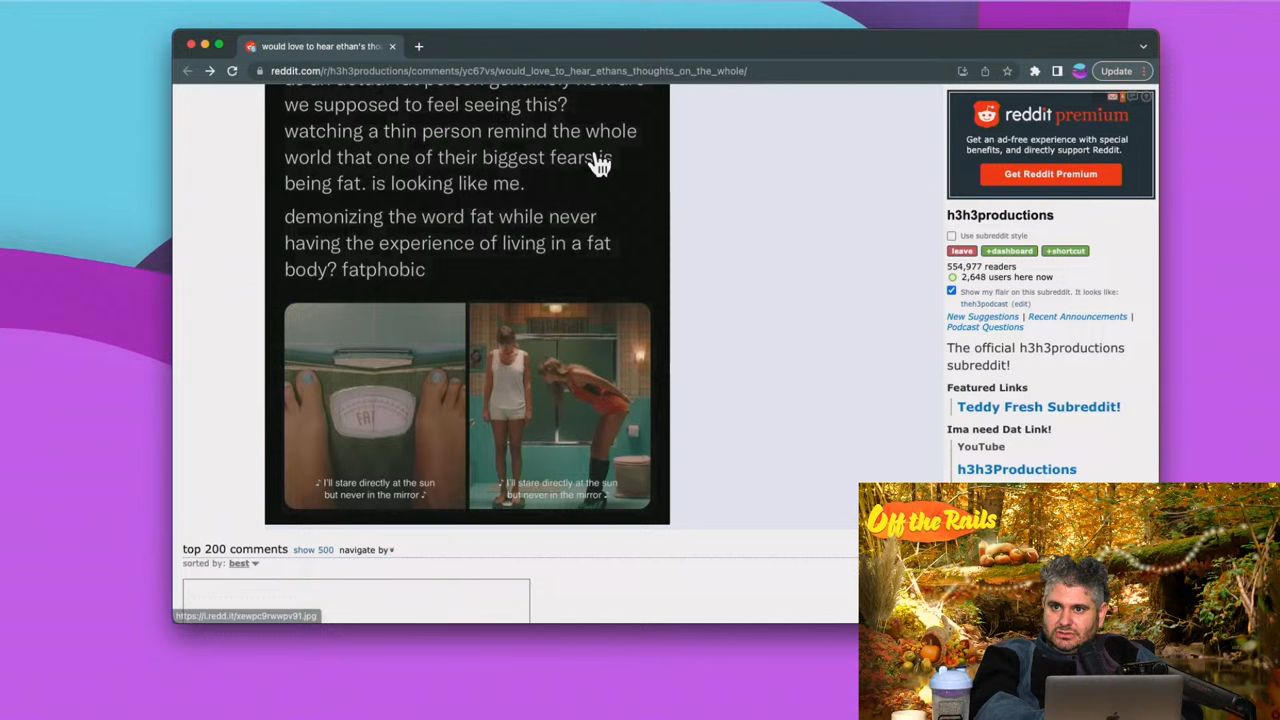 would love to hear ethan's tho
reddit.com/r/h3h3productions/comments/yc67vs/would_love_to_hear_ethans_thoughts_on_the_whole/
Update
we supposed to feel seeing this?
watching a thin person remind the whole
world that one of their biggest fears is
being fat. is looking like me.
demonizing the word fat while never
having the experience of living in a fat
body? fatphobic
FAT
♪ I'll stare directly at the sun
but never in the mirror ♪
♪ I'll stare directly at the sun
but never in the mirror ♪
top 200 comments show 500 navigate by
sorted by: best
https://i.redd.it/xewpc9rwwpv91.jpg
reddit premium
Get an ad-free experience with special
benefits, and directly support Reddit.
Get Reddit Premium
h3h3productions
Use subreddit style
leave +dashboard +shortcut
554,977 readers
2,648 users here now
Show my flair on this subreddit. It looks like:
theh3podcast (edit)
New Suggestions | Recent Announcements |
Podcast Questions
The official h3h3productions
subreddit!
Featured Links
Teddy Fresh Subreddit!
Ima need Dat Link!
YouTube
h3h3Productions
Off the Rails